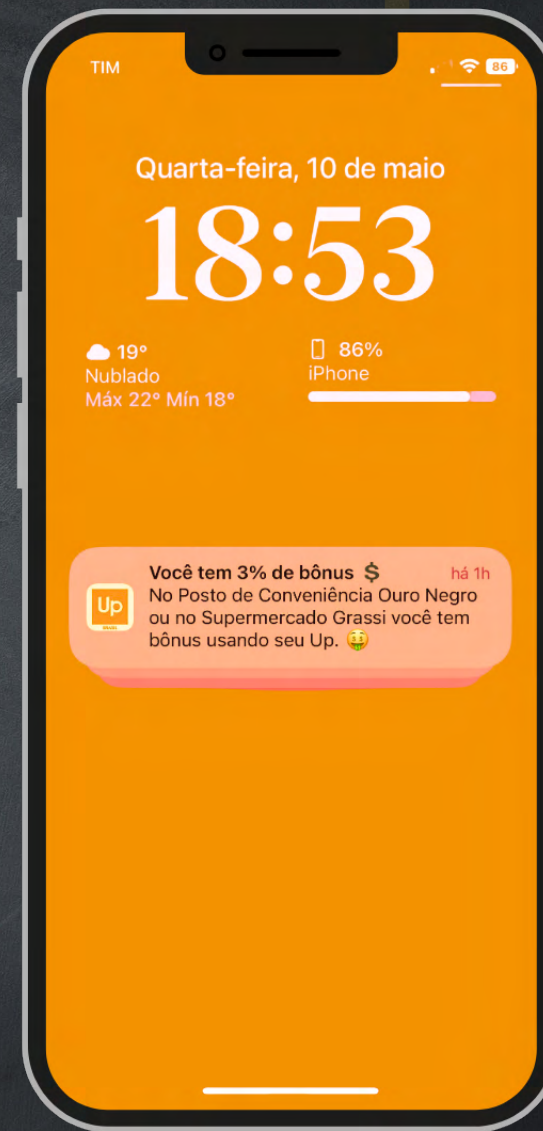 TIM
86
Quarta-feira, 10 de maio
18:53
19°
86%
Nublado
iPhone
Máx 22° Mín 18°
Você tem 3% de bônus 💲 há 1h
Up
No Posto de Conveniência Ouro Negro
ou no Supermercado Grassi você tem
bônus usando seu Up. 🤑